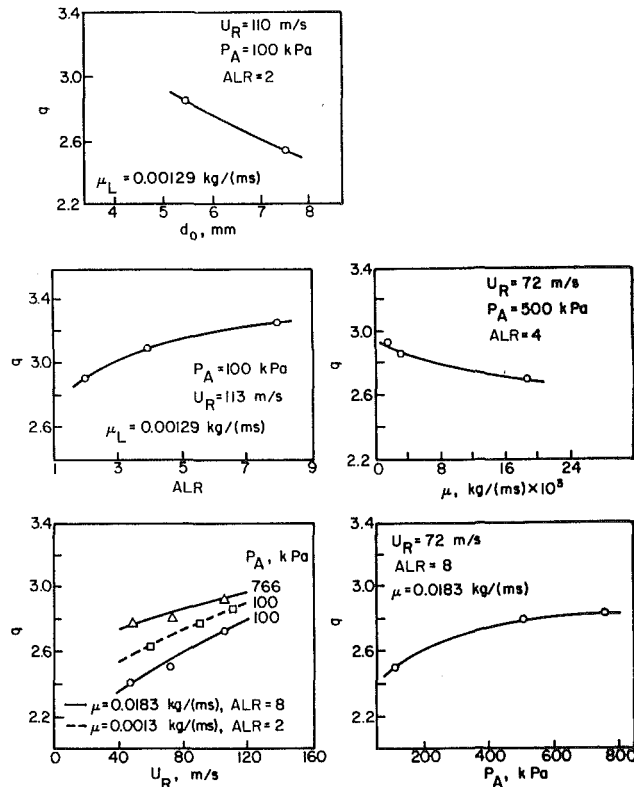 U_R=110 m/s
P_A=100 kPa
ALR=2
3.4
3.0
2.6
2.2
q
μ_L=0.00129 kg/(ms)
4 5 6 7 8
d_o, mm
3.4
3.0
2.6
q
P_A=100 kPa
U_R=113 m/s
μ_L=0.00129 kg/(ms)
1 3 5 7 9
ALR
3.4
3.0
2.6
2.2
q
U_R=72 m/s
P_A=500 kPa
ALR=4
0 8 16 24
μ, kg/(ms)×10³
3.4
3.0
2.6
2.2
q
P_A, kPa
766
100
100
μ=0.0183 kg/(ms), ALR=8
μ=0.0013 kg/(ms), ALR=2
0 40 80 120 160
U_R, m/s
3.4
3.0
2.6
2.2
q
U_R=72 m/s
ALR=8
μ=0.0183 kg/(ms)
200 400 600 800
P_A, kPa